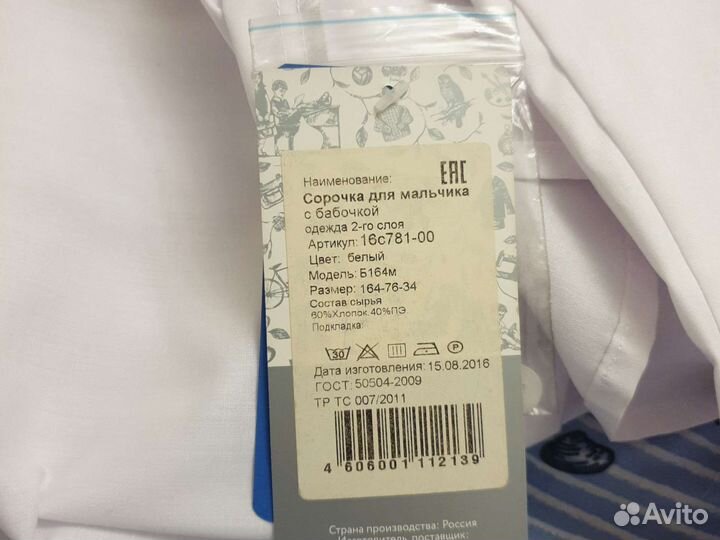 EAC
Наименование:
Сорочка для мальчика
с бабочкой
одежда 2-го слоя
Артикул: 16с781-00
Цвет: белый
Модель: Б164м
Размер: 164-76-34
Состав сырья
60%Хлопок.40%ПЭ
Подкладка:
30 P
Дата изготовления: 15.08.2016
ГОСТ: 50504-2009
ТР ТС 007/2011
4 606001 112139
Страна производства: Россия
Изготовитель, поставщик:
Avito